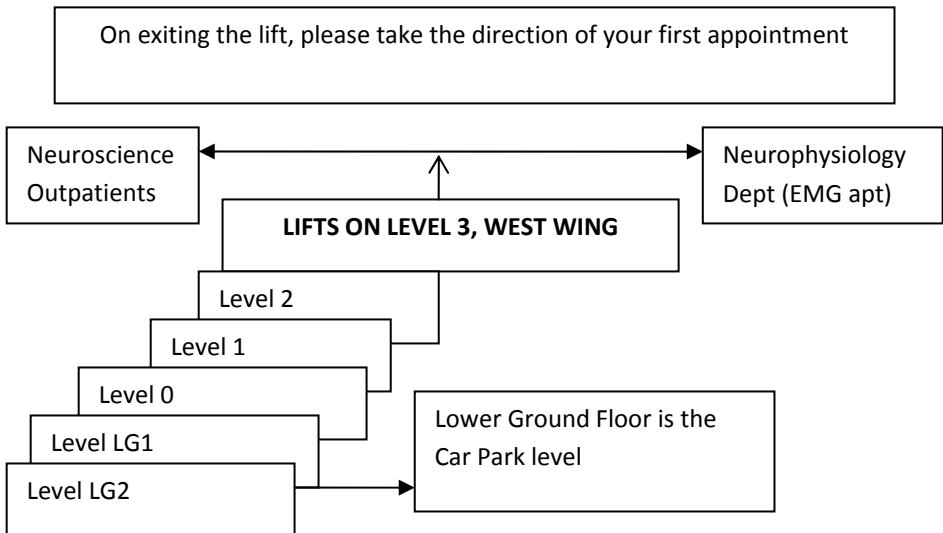 On exiting the lift, please take the direction of your first appointment
Neuroscience
Outpatients
Neurophysiology
Dept (EMG apt)
LIFTS ON LEVEL 3, WEST WING
Level 2
Level 1
Level 0
Level LG1
Level LG2
Lower Ground Floor is the
Car Park level